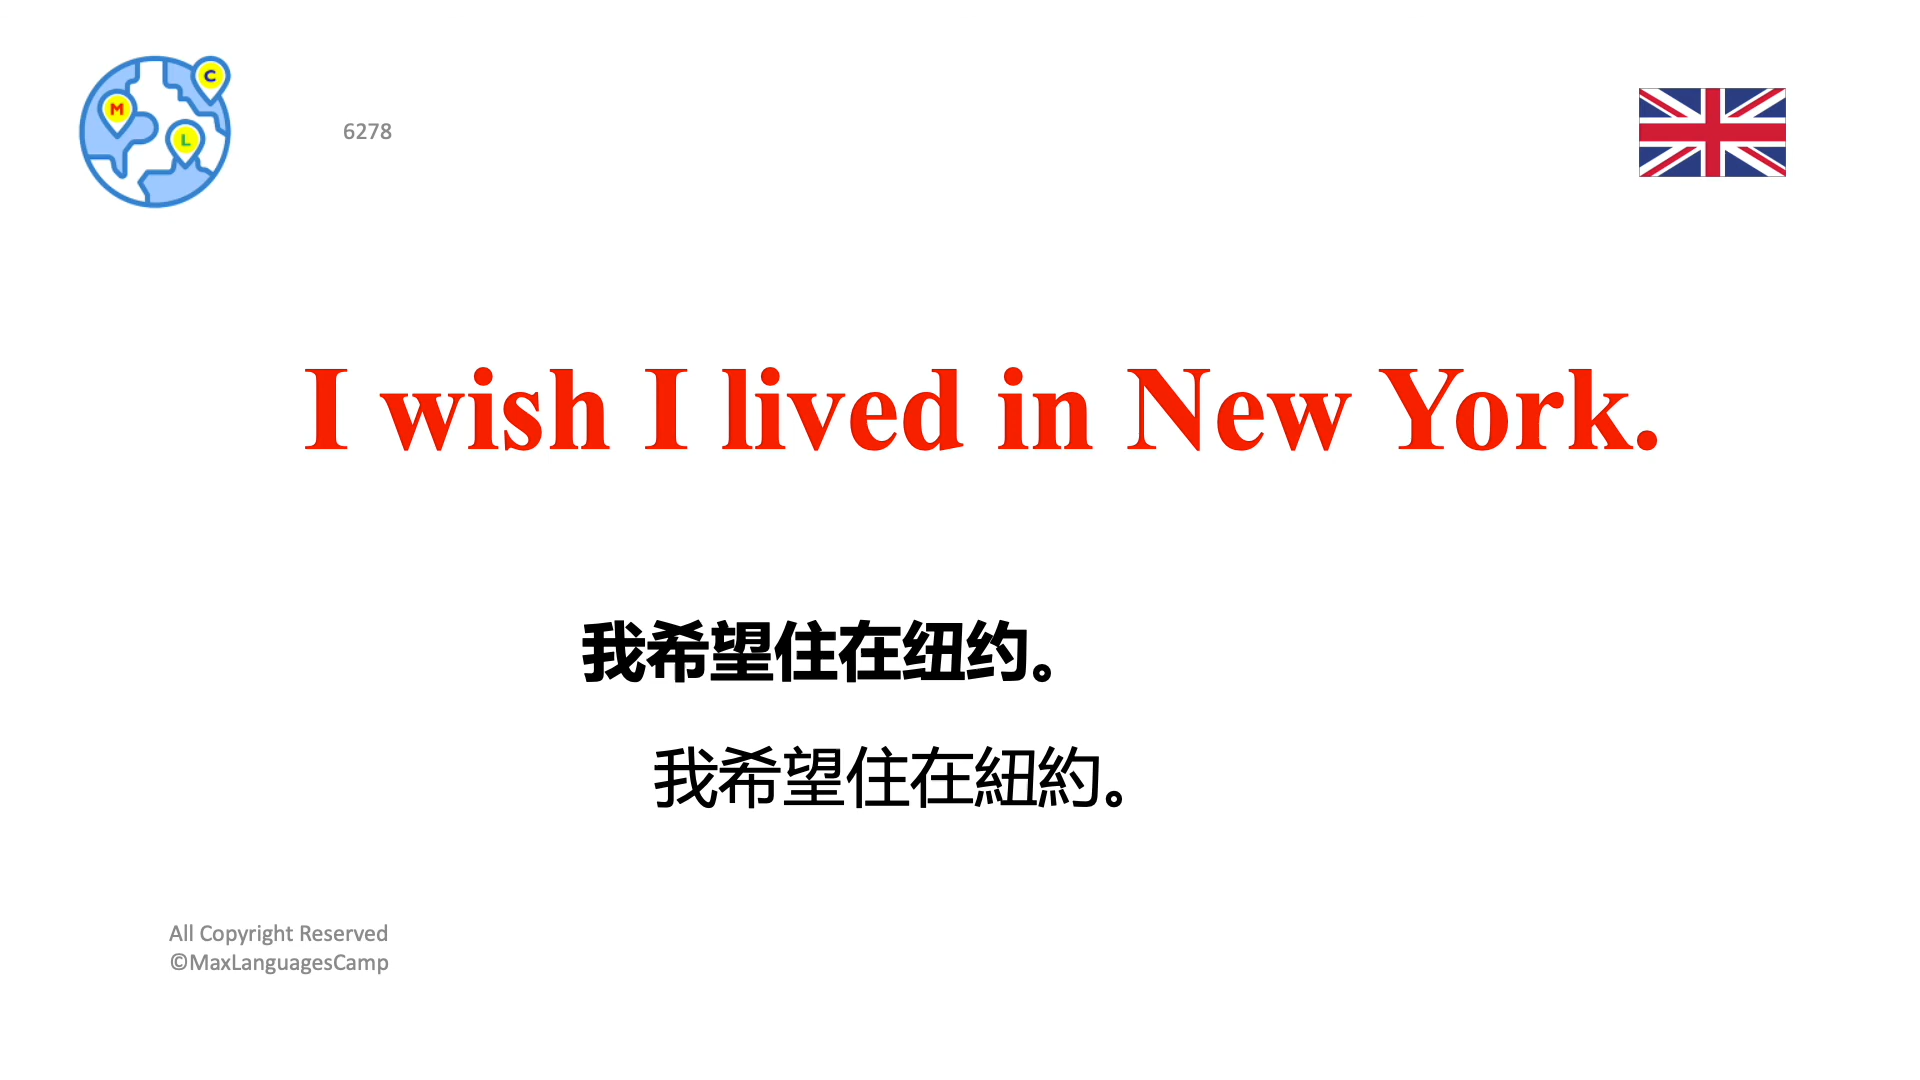 C
M
L
6278
I wish I lived in New York.
我希望住在纽约。
我希望住在紐約。
All Copyright Reserved
©MaxLanguagesCamp